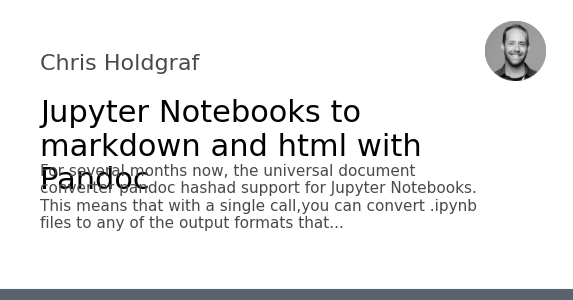 Chris Holdgraf
Jupyter Notebooks to
markdown and html with
Pandoc
For several months now, the universal document
converter pandoc hashad support for Jupyter Notebooks.
This means that with a single call,you can convert .ipynb
files to any of the output formats that...